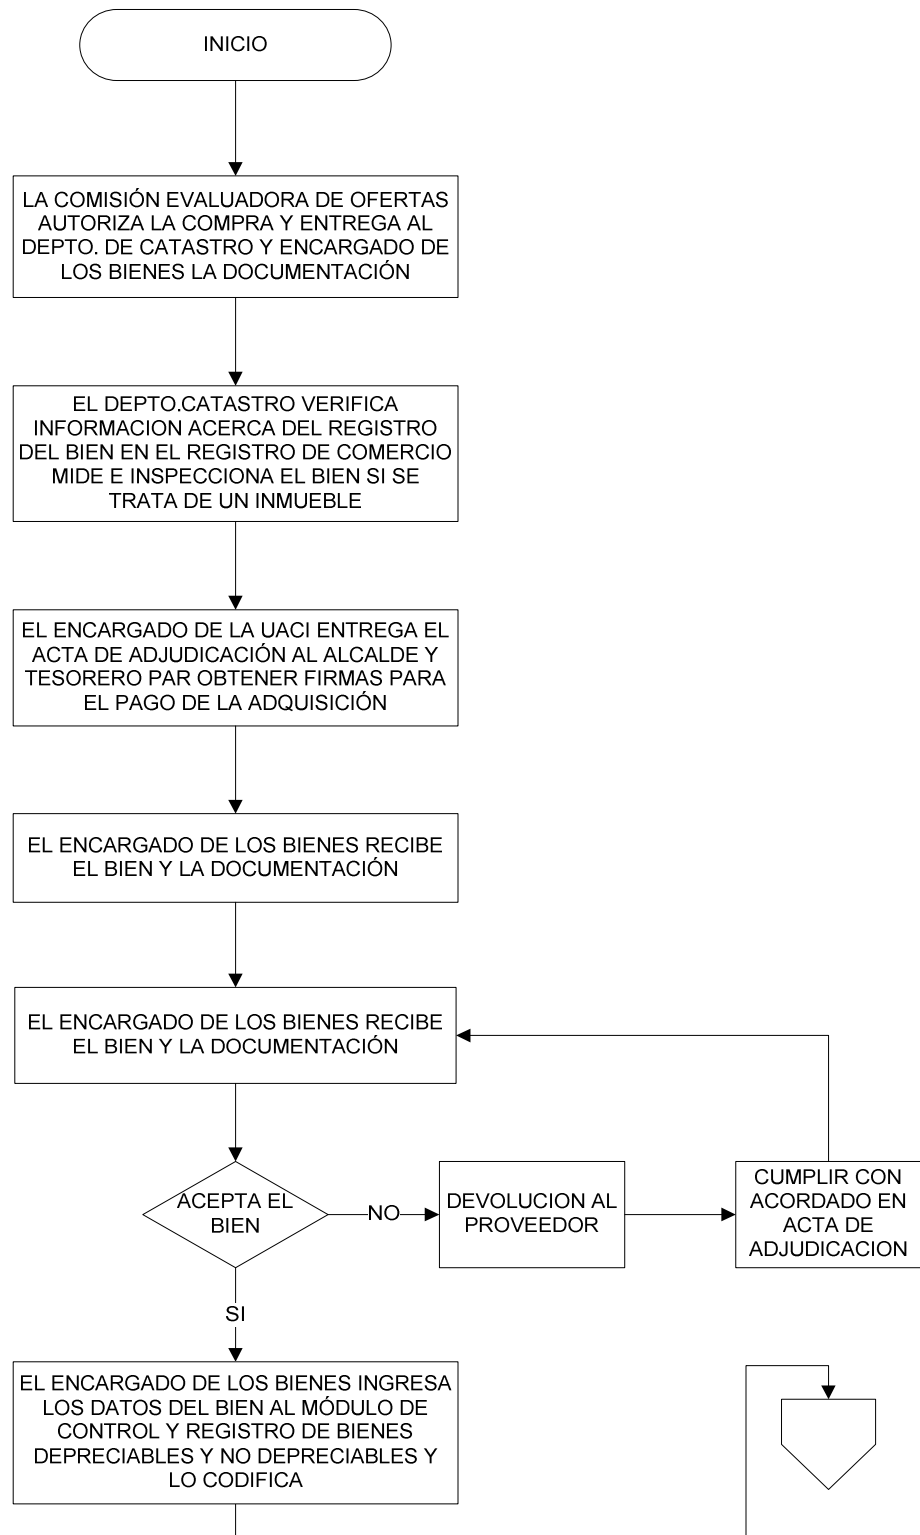 INICIO
LA COMISIÓN EVALUADORA DE OFERTAS
AUTORIZA LA COMPRA Y ENTREGA AL
DEPTO. DE CATASTRO Y ENCARGADO DE
LOS BIENES LA DOCUMENTACIÓN
EL DEPTO.CATASTRO VERIFICA
INFORMACION ACERCA DEL REGISTRO
DEL BIEN EN EL REGISTRO DE COMERCIO
MIDE E INSPECCIONA EL BIEN SI SE
TRATA DE UN INMUEBLE
EL ENCARGADO DE LA UACI ENTREGA EL
ACTA DE ADJUDICACIÓN AL ALCALDE Y
TESORERO PAR OBTENER FIRMAS PARA
EL PAGO DE LA ADQUISICIÓN
EL ENCARGADO DE LOS BIENES RECIBE
EL BIEN Y LA DOCUMENTACIÓN
EL ENCARGADO DE LOS BIENES RECIBE
EL BIEN Y LA DOCUMENTACIÓN
ACEPTA EL
BIEN
NO
DEVOLUCION AL
PROVEEDOR
CUMPLIR CON
ACORDADO EN
ACTA DE
ADJUDICACION
SI
EL ENCARGADO DE LOS BIENES INGRESA
LOS DATOS DEL BIEN AL MÓDULO DE
CONTROL Y REGISTRO DE BIENES
DEPRECIABLES Y NO DEPRECIABLES Y
LO CODIFICA